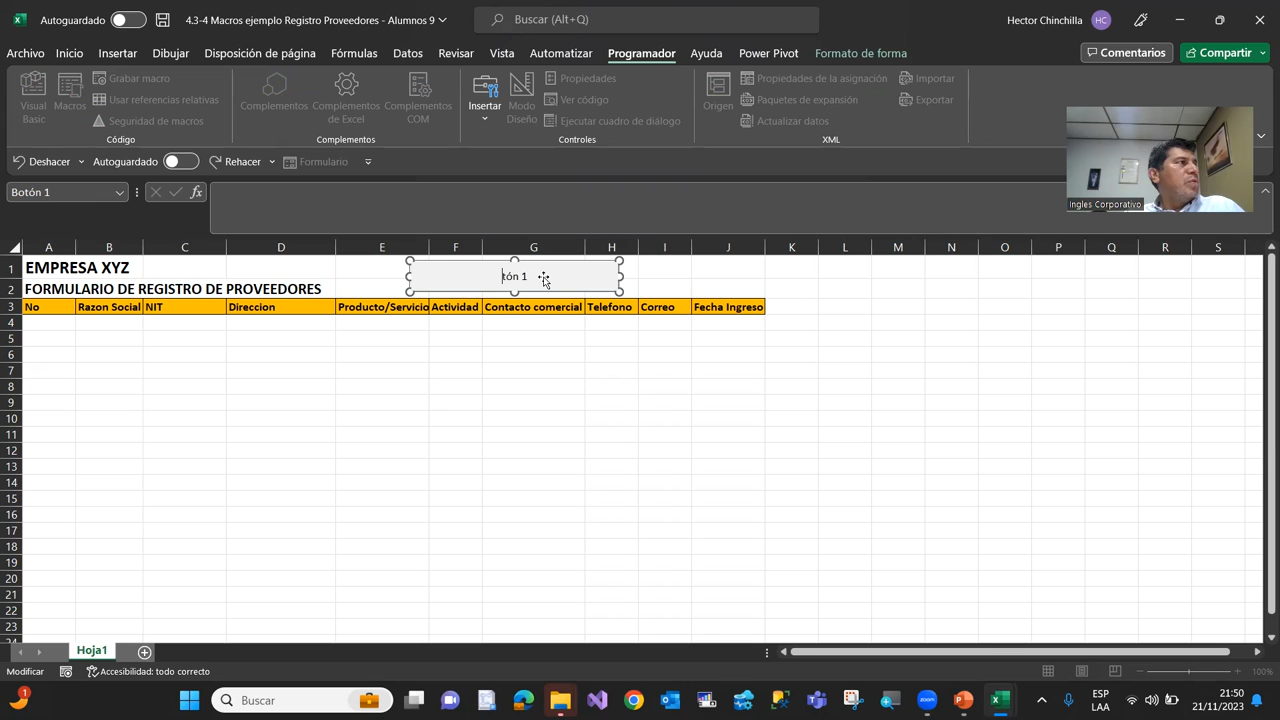 Autoguardado
4.3-4 Macros ejemplo Registro Proveedores - Alumnos 9
Buscar (Alt+Q)
Hector Chinchilla HC
Archivo Inicio Insertar Dibujar Disposición de página Fórmulas Datos Revisar Vista Automatizar Programador Ayuda Power Pivot Formato de forma
Comentarios Compartir
Visual Basic
Macros
Grabar macro
Usar referencias relativas
Seguridad de macros
Código
Complementos
Complementos de Excel
Complementos COM
Complementos
Insertar
Modo Diseño
Propiedades
Ver código
Ejecutar cuadro de diálogo
Controles
Origen
Propiedades de la asignación
Paquetes de expansión
Actualizar datos
Importar
Exportar
XML
Deshacer Autoguardado Rehacer Formulario
Ingles Corporativo
Botón 1 fx
A B C D E F G H I J K L M N O P Q R S
1 EMPRESA XYZ
tón 1
2 FORMULARIO DE REGISTRO DE PROVEEDORES
3 No Razon Social NIT Direccion Producto/Servicio Actividad Contacto comercial Telefono Correo Fecha Ingreso
4
5
6
7
8
9
10
11
12
13
14
15
16
17
18
19
20
21
22
23
Hoja1
Modificar Accesibilidad: todo correcto 100%
1
Buscar
ESP
LAA
21:50
21/11/2023